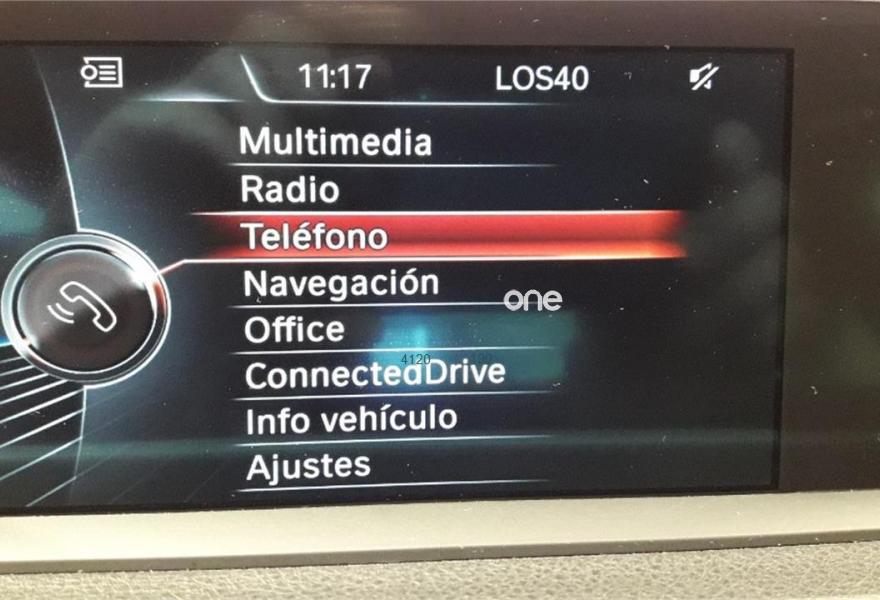 11:17 LOS40
Multimedia
Radio
Teléfono
Navegación
one
Office
4120
ConnectedDrive
Info vehículo
Ajustes